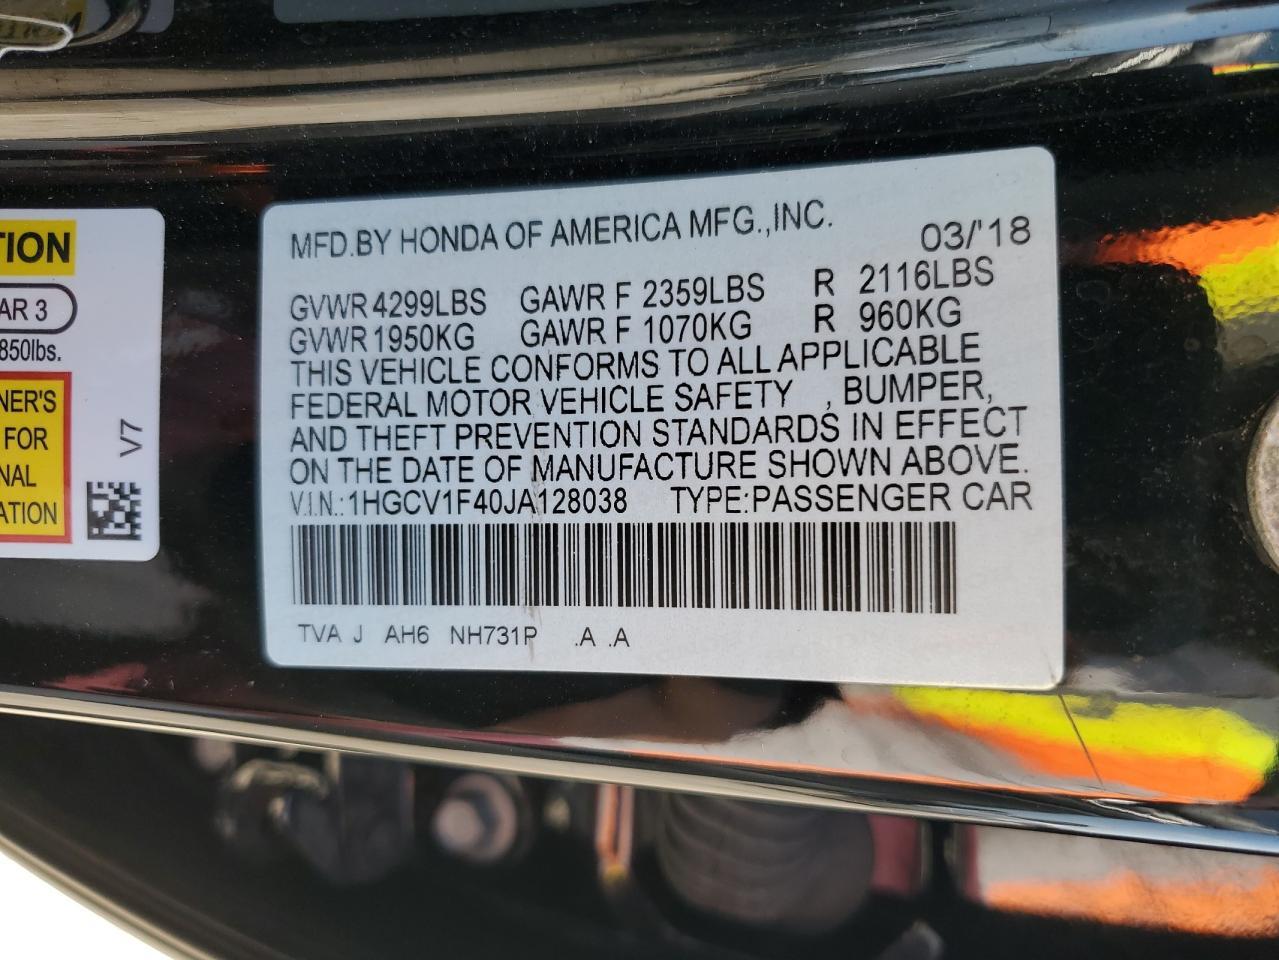 TION
AR 3
850lbs.
NER'S
FOR
NAL
ATION
V7
MFD.BY HONDA OF AMERICA MFG.,INC.
03/'18
GVWR 4299LBS GAWR F 2359LBS R 2116LBS
GVWR 1950KG GAWR F 1070KG R 960KG
THIS VEHICLE CONFORMS TO ALL APPLICABLE
FEDERAL MOTOR VEHICLE SAFETY , BUMPER,
AND THEFT PREVENTION STANDARDS IN EFFECT
ON THE DATE OF MANUFACTURE SHOWN ABOVE.
V.I.N.:1HGCV1F40JA128038 TYPE:PASSENGER CAR
TVA J AH6 NH731P .A .A